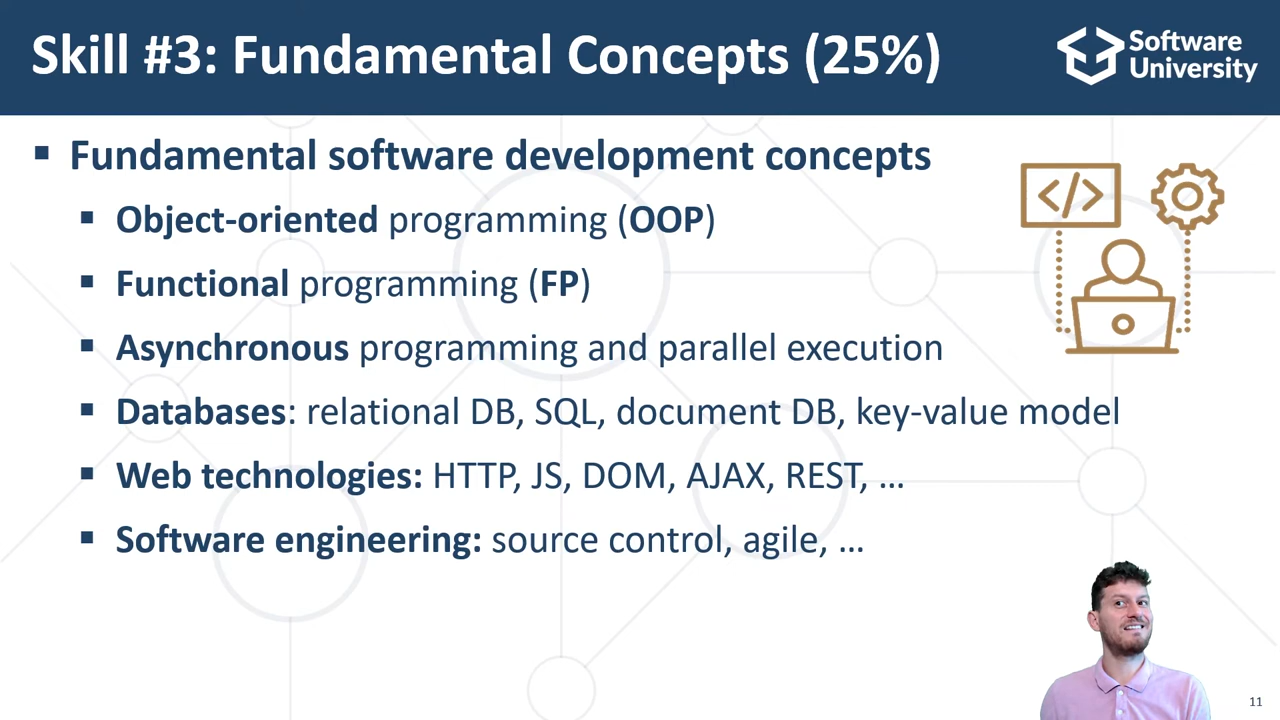 Skill #3: Fundamental Concepts (25%)
Software
University
▪ Fundamental software development concepts
▪ Object-oriented programming (OOP)
▪ Functional programming (FP)
▪ Asynchronous programming and parallel execution
▪ Databases: relational DB, SQL, document DB, key-value model
▪ Web technologies: HTTP, JS, DOM, AJAX, REST, …
▪ Software engineering: source control, agile, …
</>
11